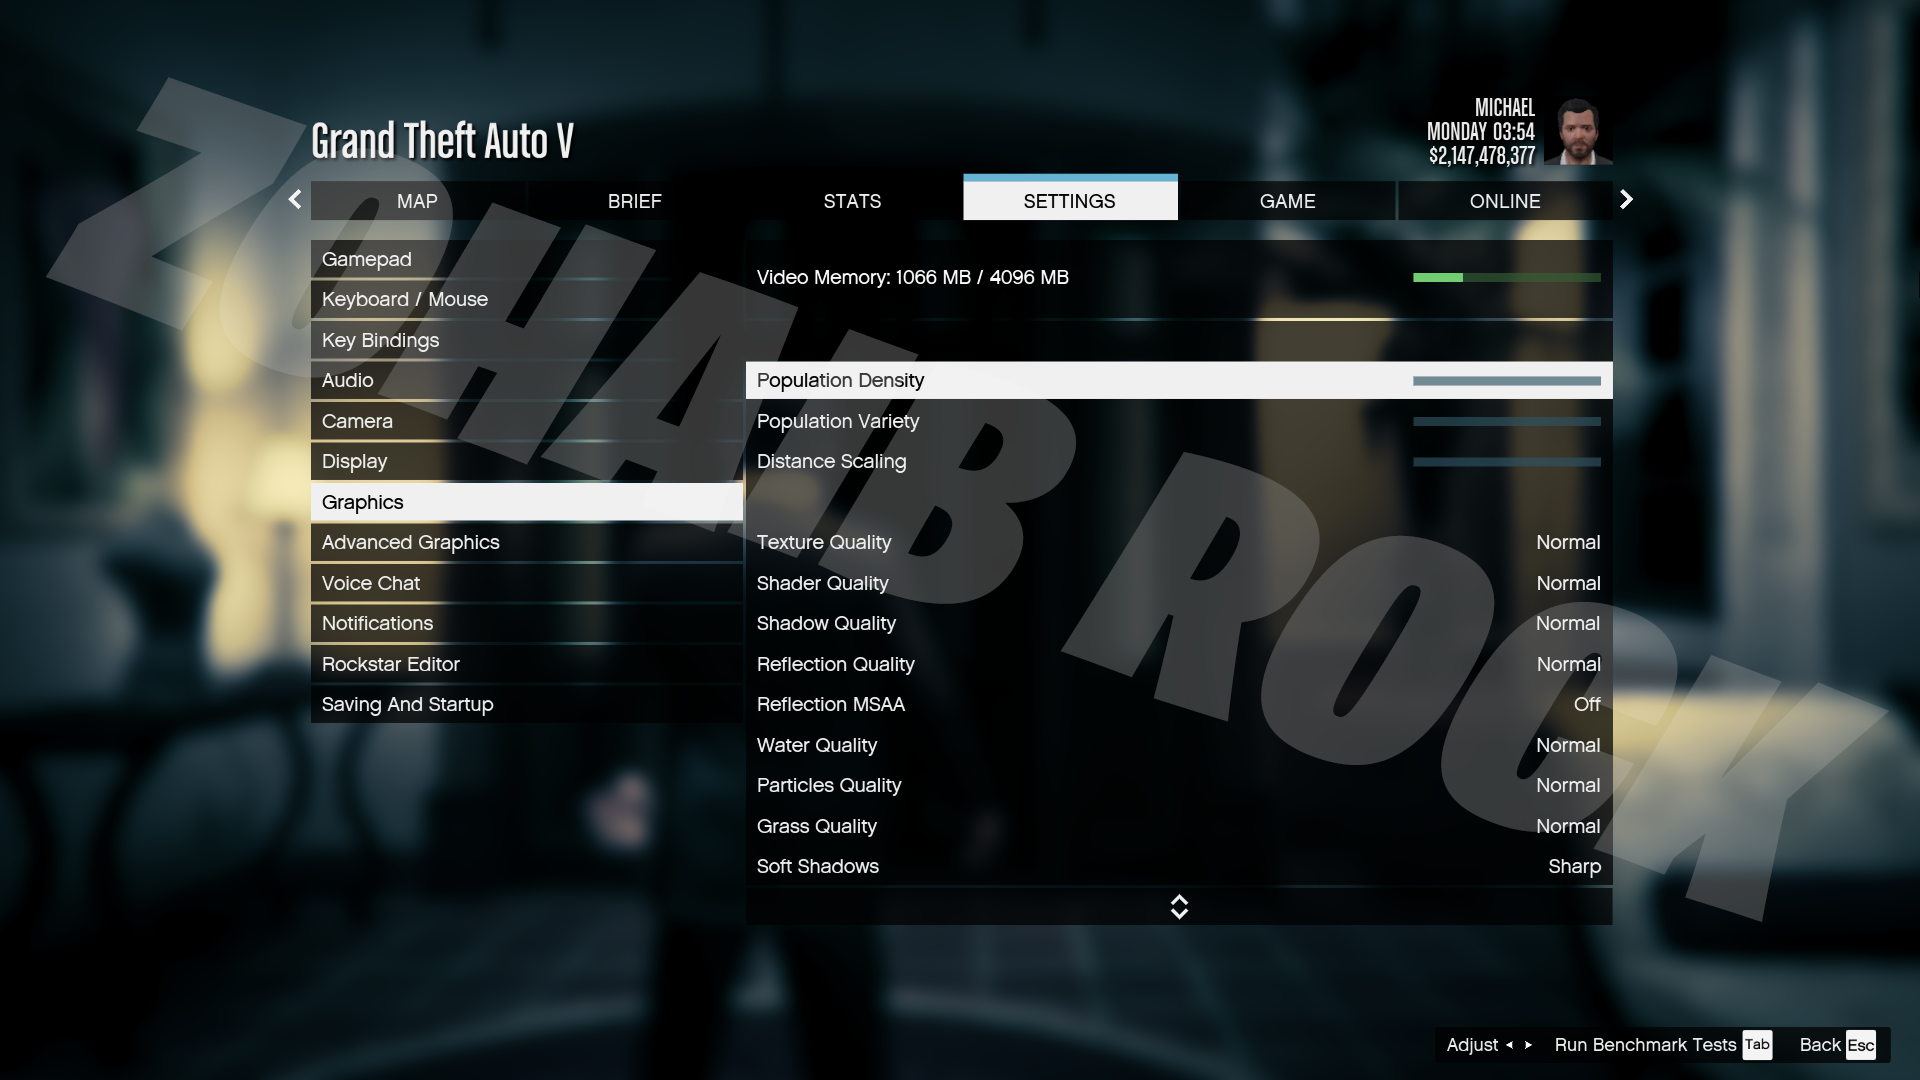 Grand Theft Auto V
MICHAEL
MONDAY 03:54
$2,147,478,377
MAP
BRIEF
STATS
SETTINGS
GAME
ONLINE
Gamepad
Keyboard / Mouse
Key Bindings
Audio
Camera
Display
Graphics
Advanced Graphics
Voice Chat
Notifications
Rockstar Editor
Saving And Startup
Video Memory: 1066 MB / 4096 MB
Population Density
Population Variety
Distance Scaling
Texture Quality Normal
Shader Quality Normal
Shadow Quality Normal
Reflection Quality Normal
Reflection MSAA Off
Water Quality Normal
Particles Quality Normal
Grass Quality Normal
Soft Shadows Sharp
ZOHAIB ROCK
Adjust Run Benchmark Tests Tab Back Esc